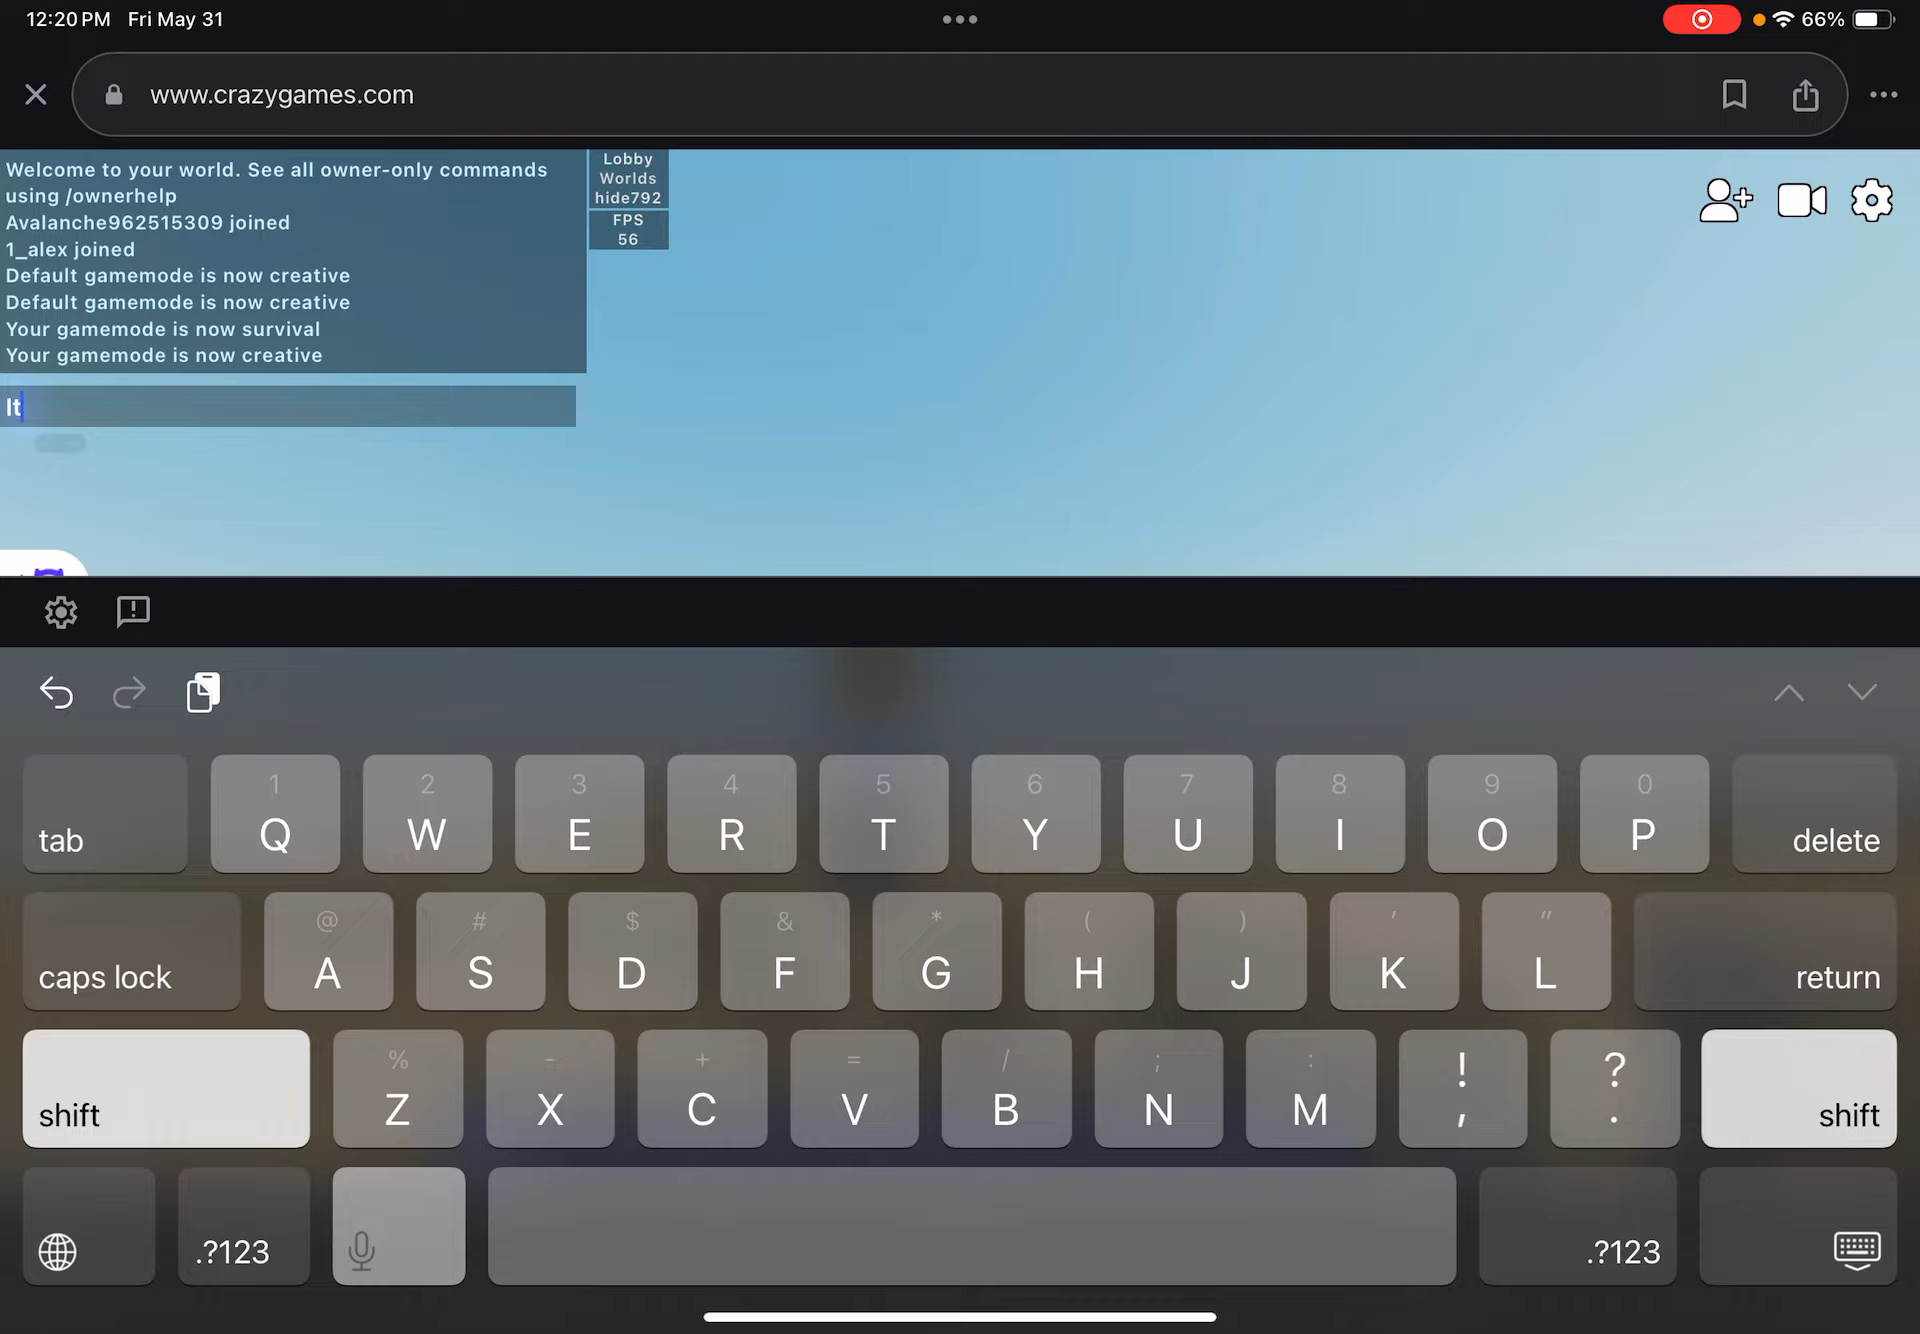 12:20 PM Fri May 31
66%
www.crazygames.com
Welcome to your world. See all owner-only commands
using /ownerhelp
Avalanche962515309 joined
1_alex joined
Default gamemode is now creative
Default gamemode is now creative
Your gamemode is now survival
Your gamemode is now creative
It
Lobby
Worlds
hide792
FPS
56
1 2 3 4 5 6 7 8 9 0
tab Q W E R T Y U I O P delete
@ # $ & * ( ) ' "
caps lock A S D F G H J K L return
% - + = / ; : ! ?
shift Z X C V B N M , . shift
.?123 .?123